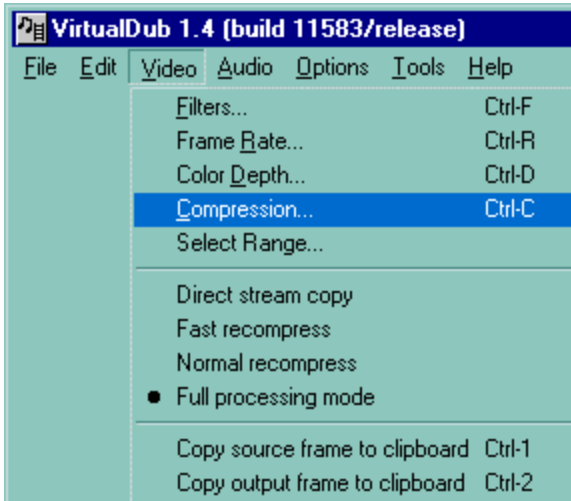 VirtualDub 1.4 (build 11583/release)
File Edit Video Audio Options Tools Help
Filters... Ctrl-F
Frame Rate... Ctrl-R
Color Depth... Ctrl-D
Compression... Ctrl-C
Select Range...
Direct stream copy
Fast recompress
Normal recompress
Full processing mode
Copy source frame to clipboard Ctrl-1
Copy output frame to clipboard Ctrl-2